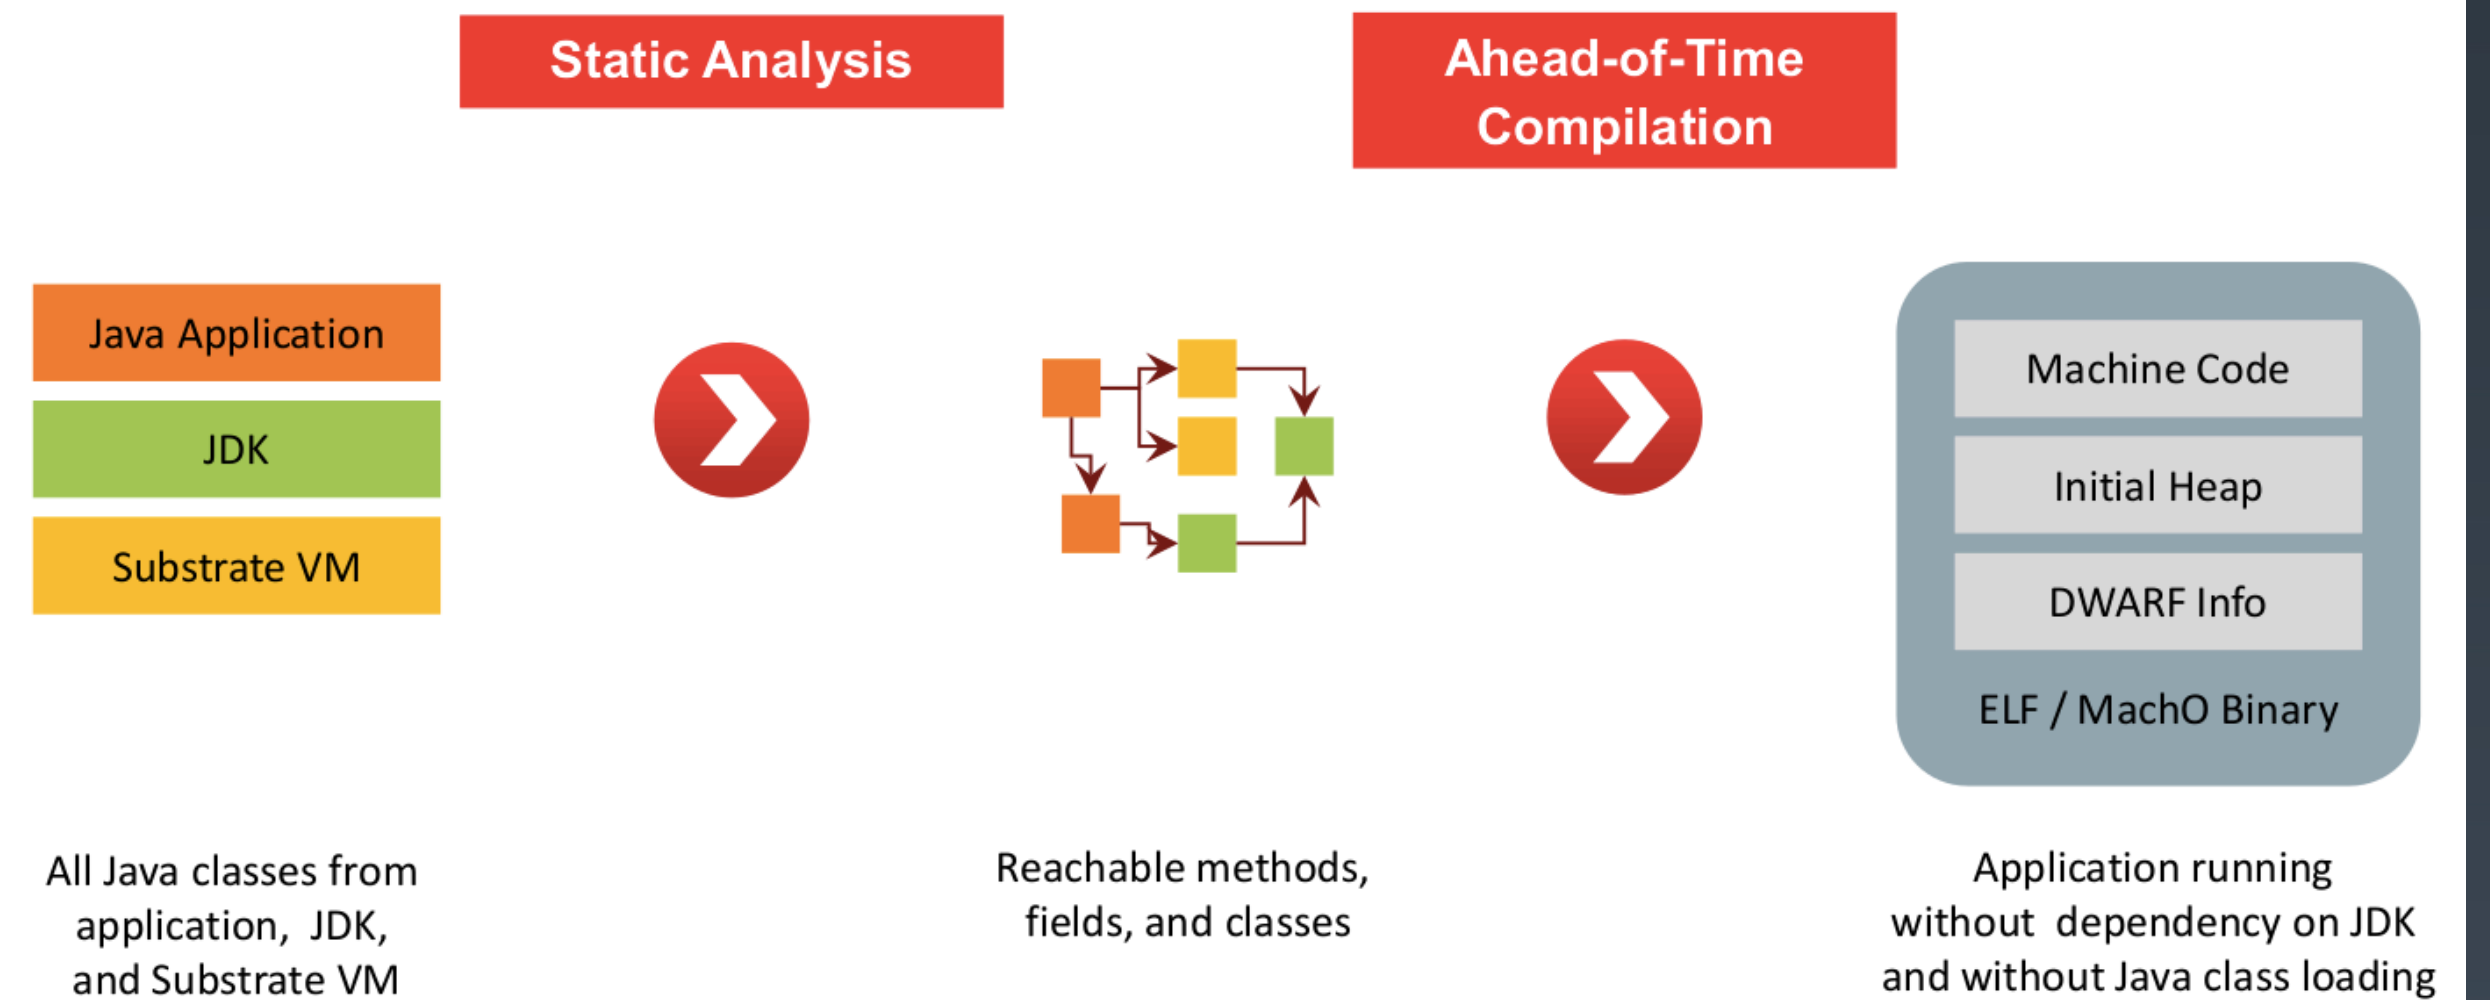 Static Analysis
Ahead-of-Time
Compilation
Java Application
JDK
Substrate VM
Machine Code
Initial Heap
DWARF Info
ELF / MachO Binary
All Java classes from
application, JDK,
and Substrate VM
Reachable methods,
fields, and classes
Application running
without dependency on JDK
and without Java class loading